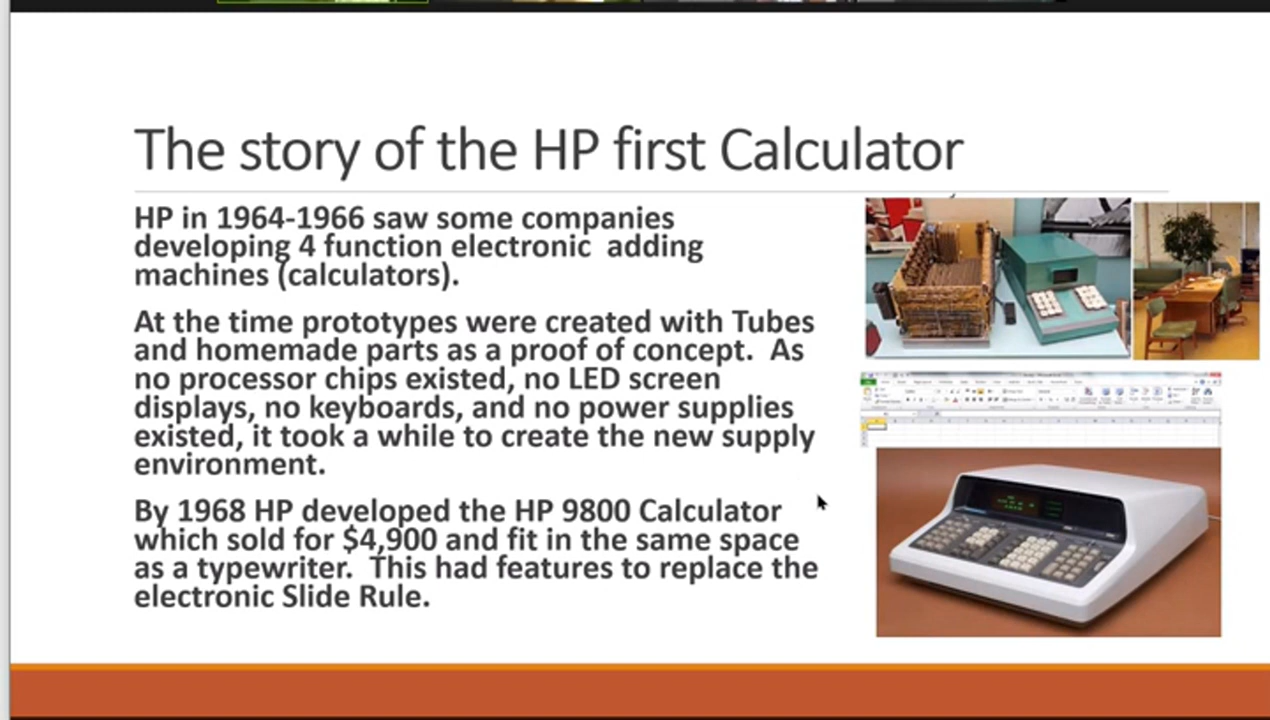 The story of the HP first Calculator
HP in 1964-1966 saw some companies
developing 4 function electronic  adding
machines (calculators).
At the time prototypes were created with Tubes
and homemade parts as a proof of concept.  As
no processor chips existed, no LED screen
displays, no keyboards, and no power supplies
existed, it took a while to create the new supply
environment.
By 1968 HP developed the HP 9800 Calculator
which sold for $4,900 and fit in the same space
as a typewriter.  This had features to replace the
electronic Slide Rule.